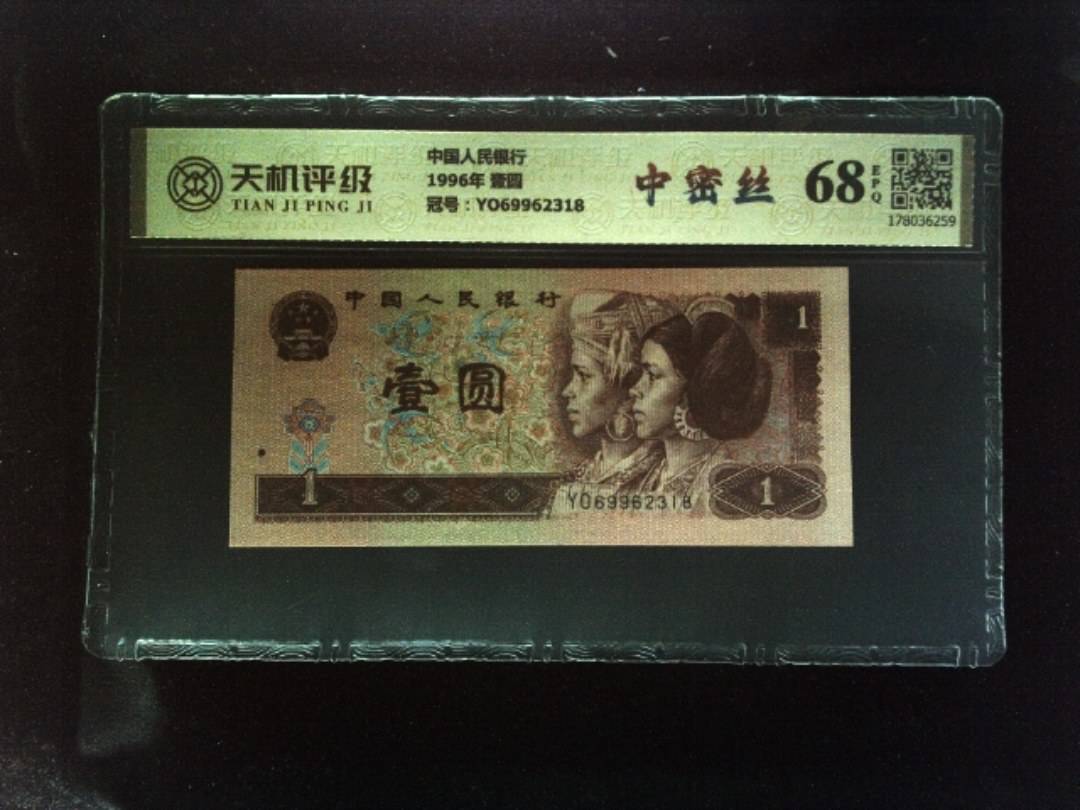 天机评级
TIAN JI PING JI
中国人民银行
1996年 壹圆
冠号：YO69962318
中密丝
68
EPQ
178036259
中国人民银行
1
壹圆
1
YO69962318
1